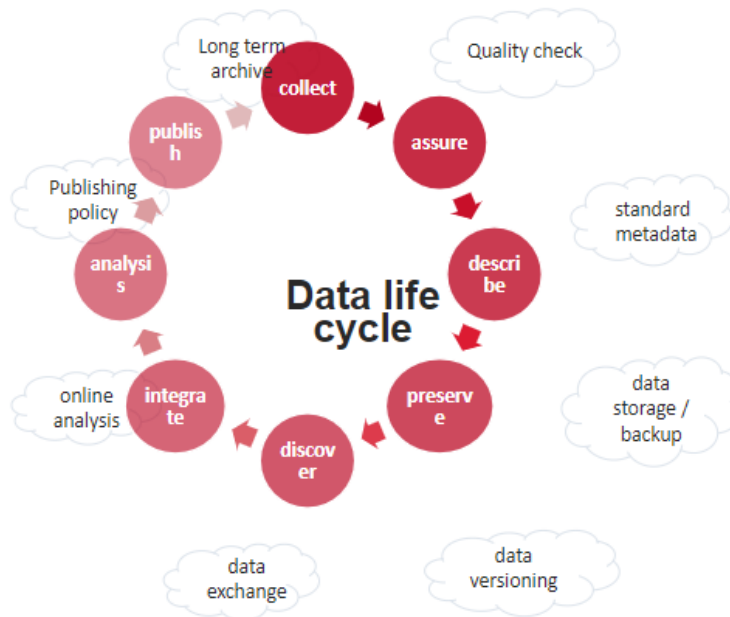 Long term
archive
collect
Quality check
publis
h
assure
Publishing
policy
standard
metadata
analysi
s
descri
be
Data life
cycle
online
analysis
integra
te
preserv
e
data
storage /
backup
discov
er
data
exchange
data
versioning